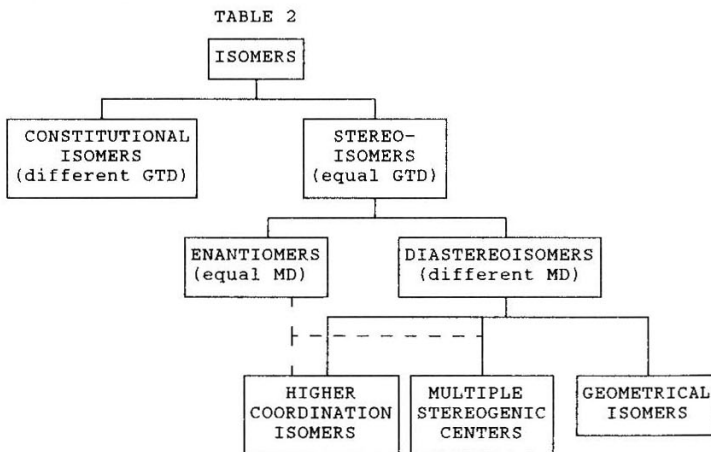 TABLE 2
ISOMERS
CONSTITUTIONAL
ISOMERS
(different GTD)
STEREO-
ISOMERS
(equal GTD)
ENANTIOMERS
(equal MD)
DIASTEREOISOMERS
(different MD)
HIGHER
COORDINATION
ISOMERS
MULTIPLE
STEREOGENIC
CENTERS
GEOMETRICAL
ISOMERS